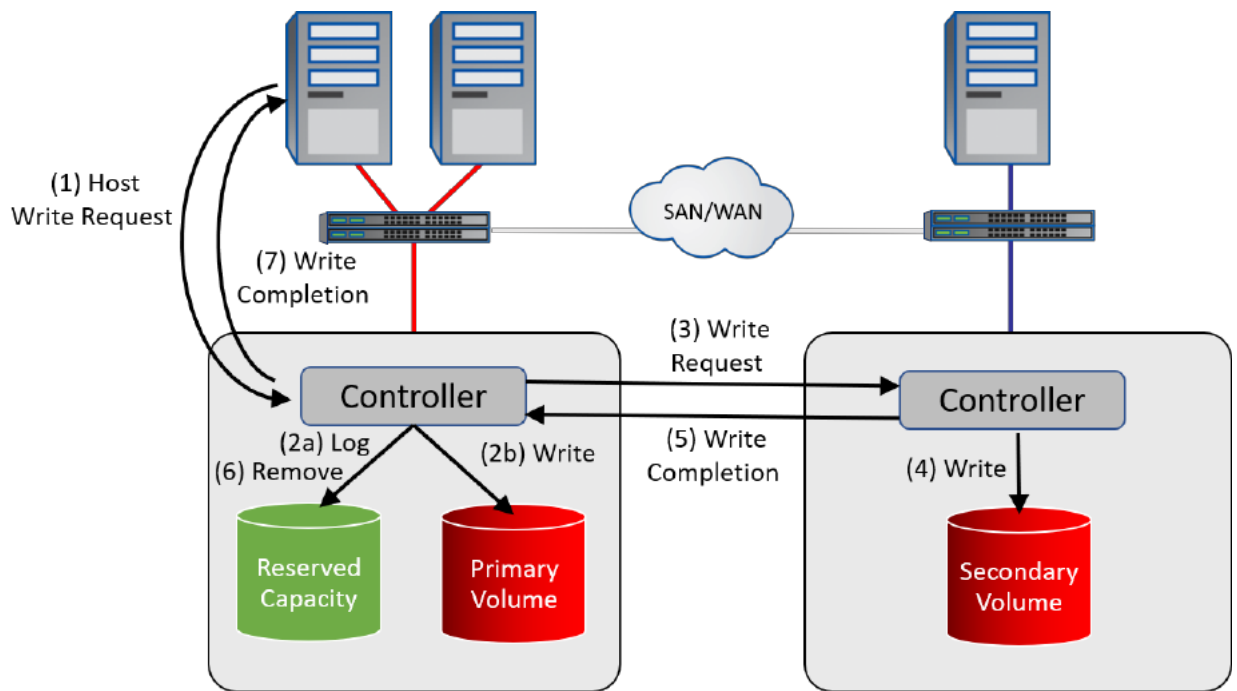 (1) Host
Write Request
SAN/WAN
(7) Write
Completion
(3) Write
Request
Controller
Controller
(2a) Log
(6) Remove
(2b) Write
(5) Write
Completion
(4) Write
Reserved
Capacity
Primary
Volume
Secondary
Volume